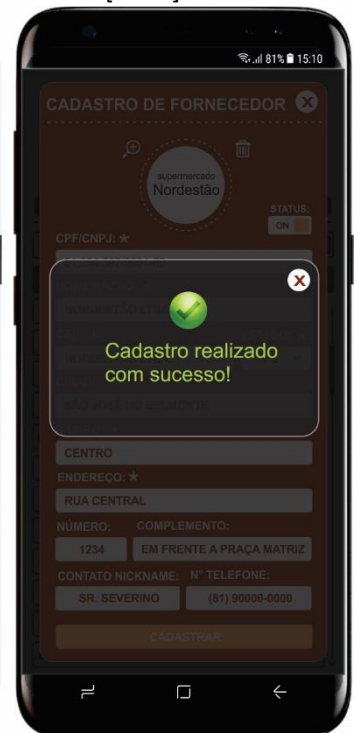 81% 15:10
CADASTRO DE FORNECEDOR X
supermercado
Nordestão
STATUS:
ON
CPF/CNPJ: *
X
Cadastro realizado
com sucesso!
CENTRO
ENDEREÇO: *
RUA CENTRAL
NÚMERO: COMPLEMENTO:
1234 EM FRENTE A PRAÇA MATRIZ
CONTATO NICKNAME: Nº TELEFONE:
SR. SEVERINO (81) 90000-0000
CADASTRAR